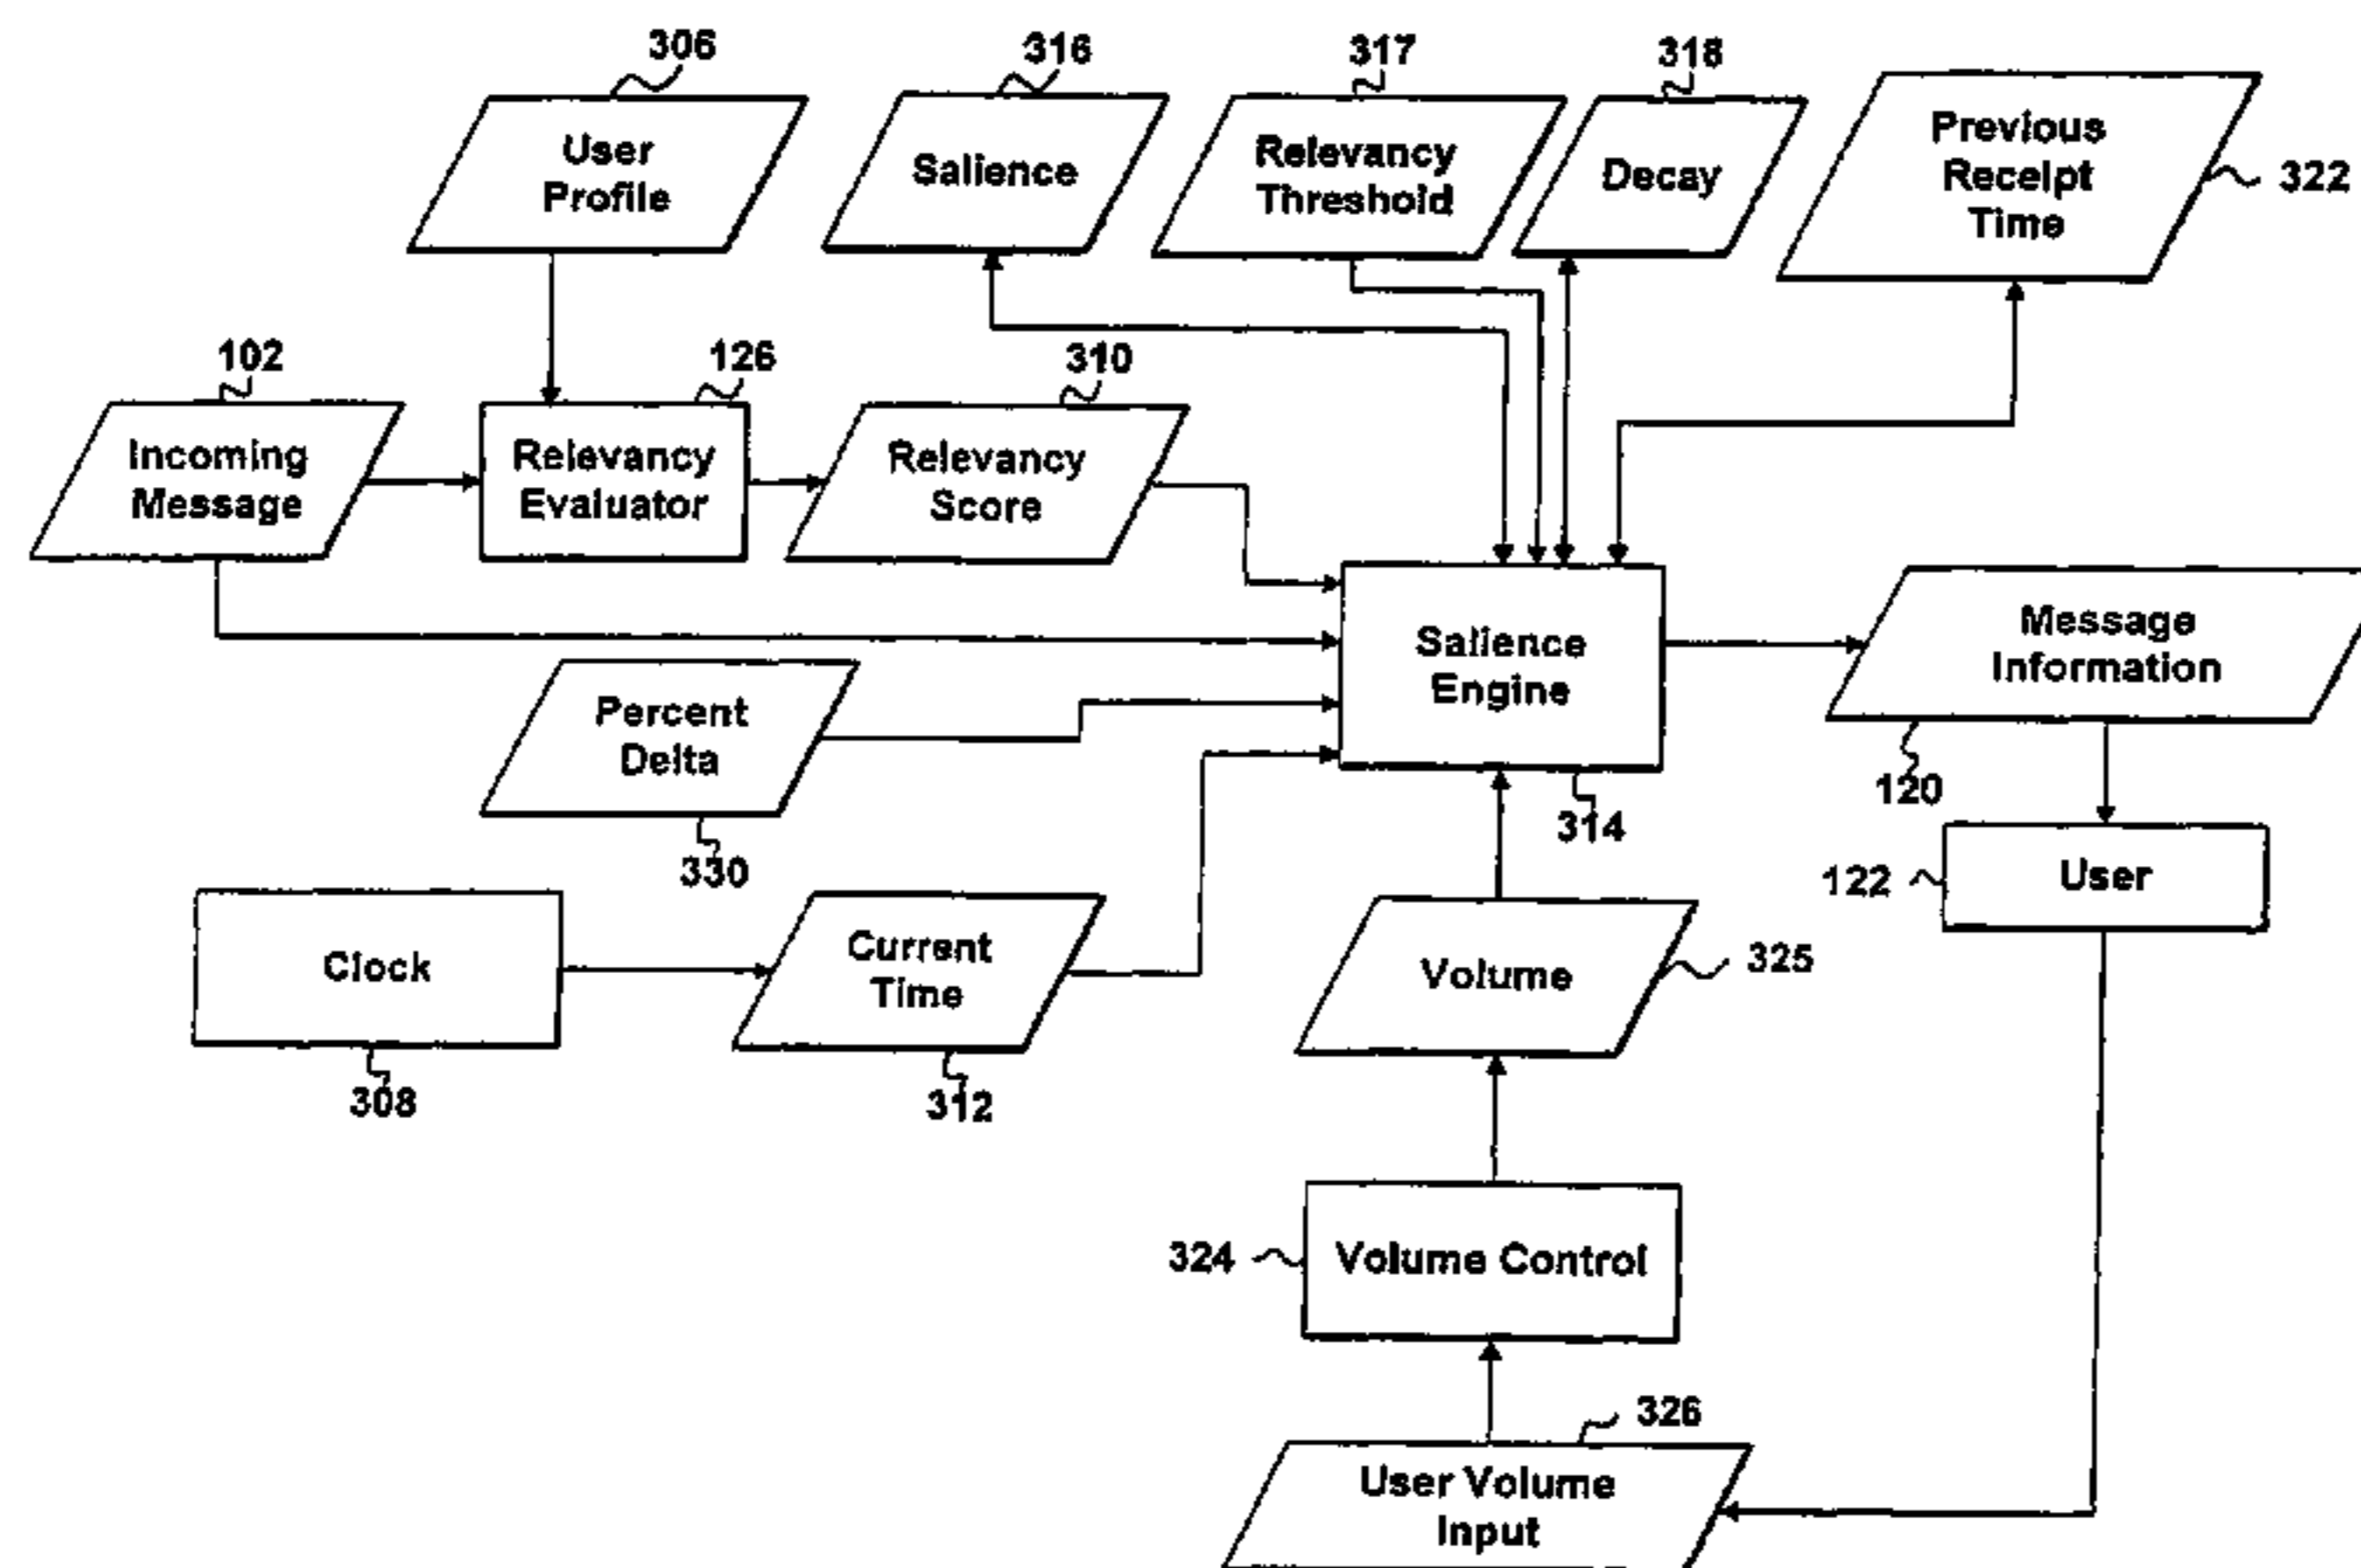 306
316
317
318
User
Profile
Salience
Relevancy
Threshold
Decay
Previous
Receipt
Time
322
102
126
310
Incoming
Message
Relevancy
Evaluator
Relevancy
Score
Salience
Engine
Message
Information
Percent
Delta
330
314
120
122
User
Clock
308
Current
Time
312
Volume
325
324
Volume Control
326
User Volume
Input